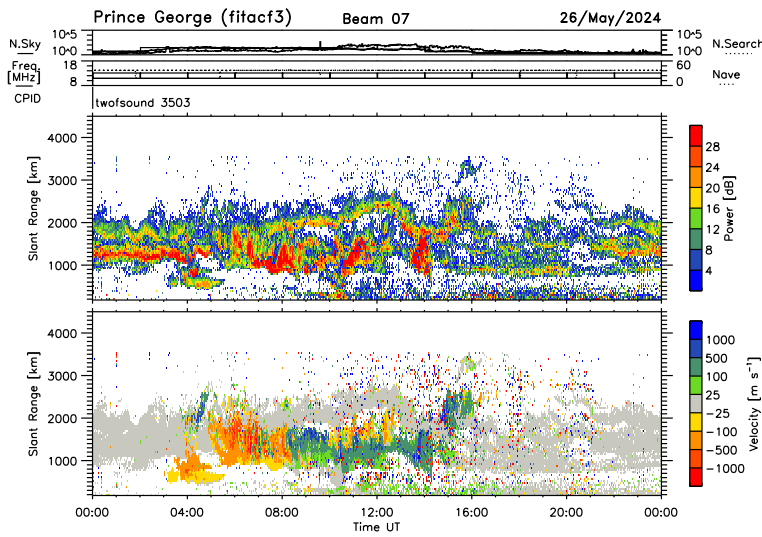 Prince George (fitacf3) Beam 07 26/May/2024
N.Sky 10^5 10^0 10^5 10^0 N.Search
Freq. [MHz] 18 8 60 0 Nave
CPID twofsound 3503
Slant Range [km] 4000 3000 2000 1000
28 24 20 16 12 8 4 Power [dB]
Slant Range [km] 4000 3000 2000 1000
1000 500 100 25 -25 -100 -500 -1000 Velocity [m s⁻¹]
00:00 04:00 08:00 12:00 16:00 20:00 00:00
Time UT